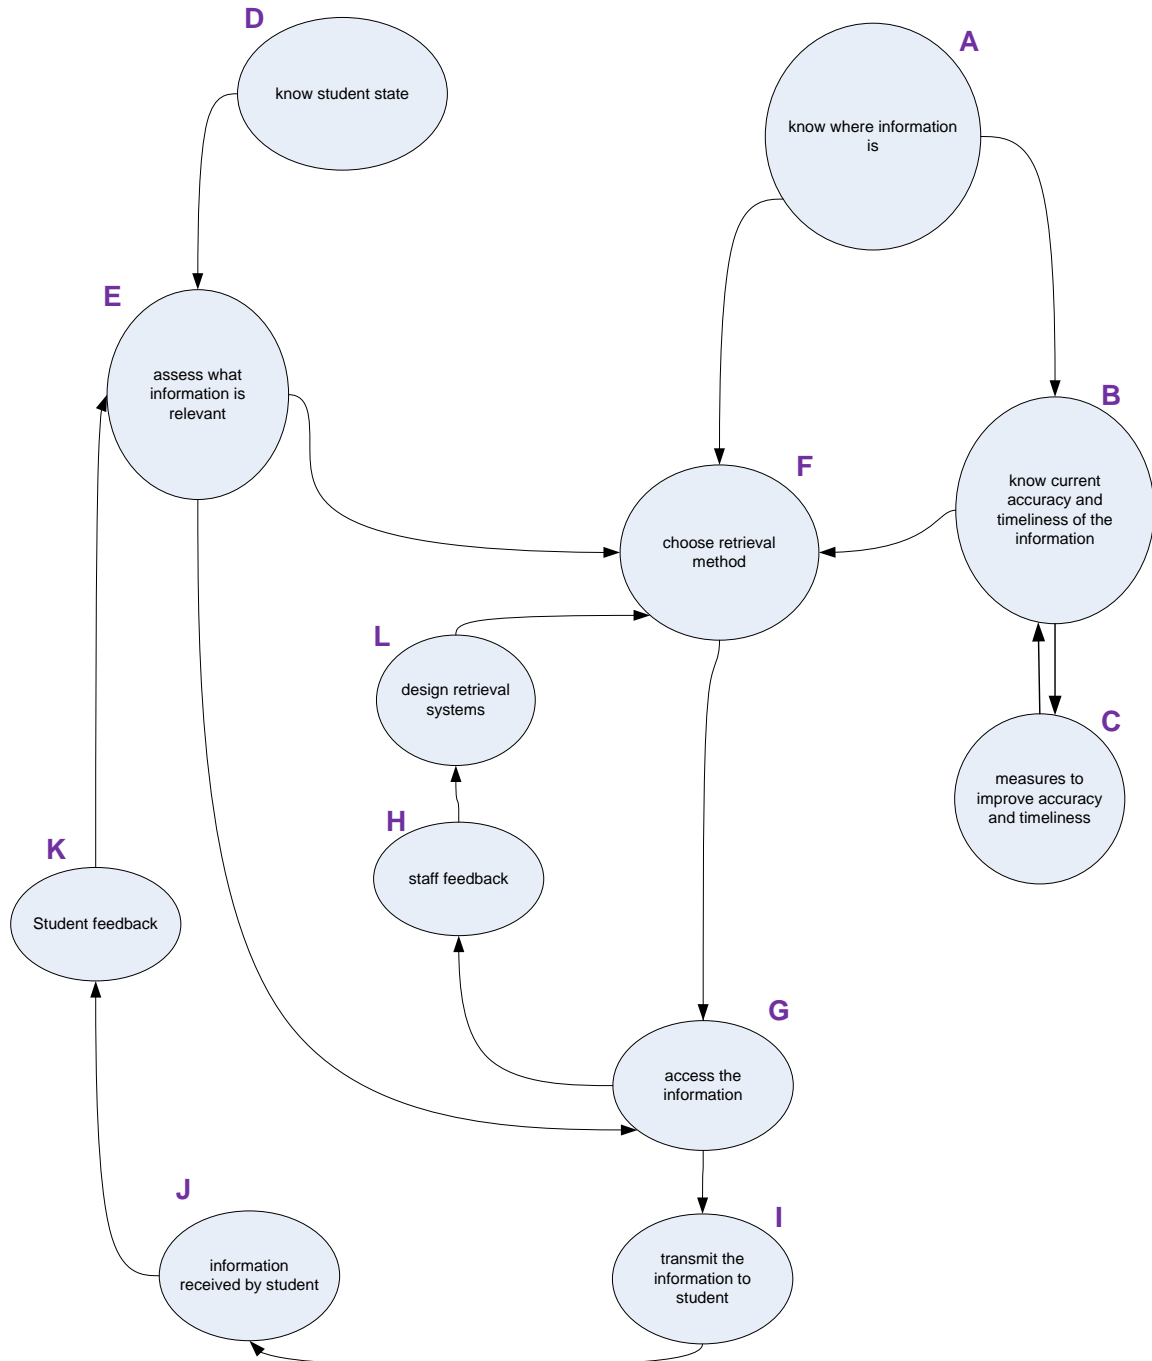 D
know student state
A
know where information
is
E
assess what
information is
relevant
B
know current
accuracy and
timeliness of the
information
F
choose retrieval
method
L
design retrieval
systems
C
measures to
improve accuracy
and timeliness
H
staff feedback
K
Student feedback
G
access the
information
J
information
received by student
I
transmit the
information to
student